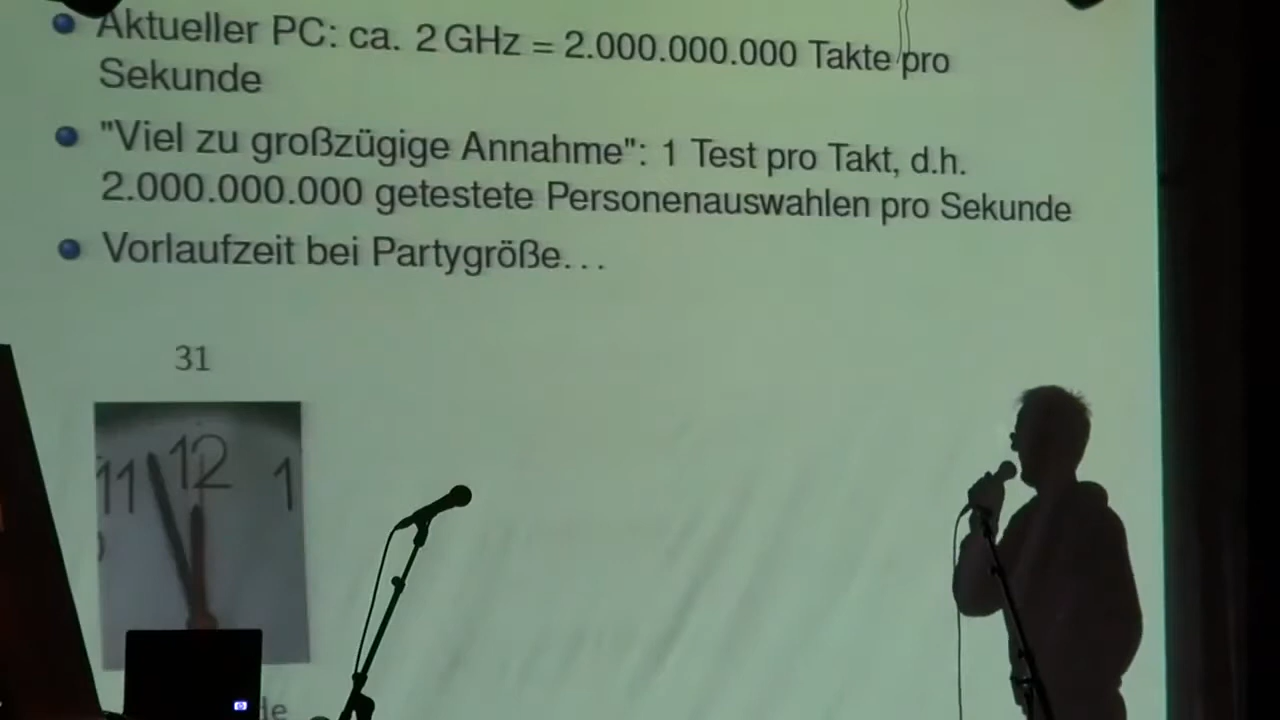 Aktueller PC: ca. 2 GHz = 2.000.000.000 Takte pro
Sekunde
"Viel zu großzügige Annahme": 1 Test pro Takt, d.h.
2.000.000.000 getestete Personenauswahlen pro Sekunde
Vorlaufzeit bei Partygröße...
31
11 12 1